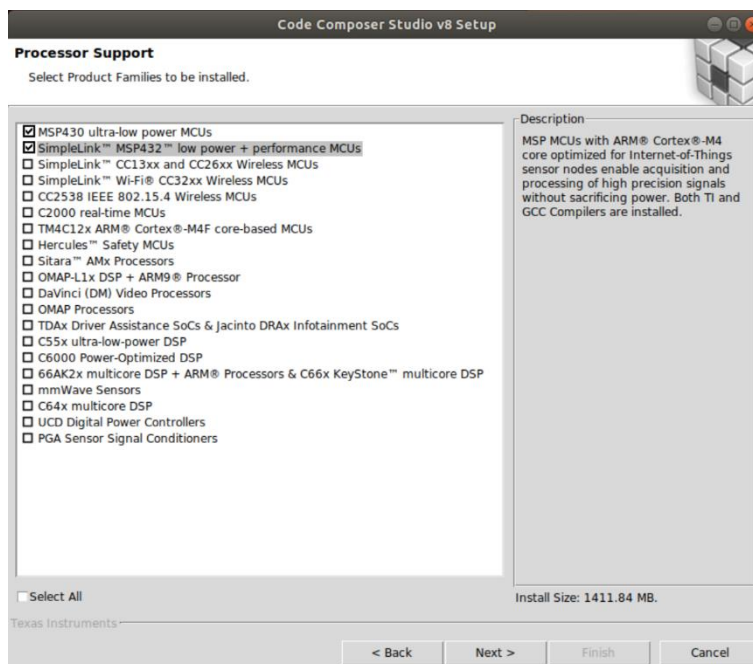 Code Composer Studio v8 Setup
Processor Support
Select Product Families to be installed.
MSP430 ultra-low power MCUs
SimpleLink™ MSP432™ low power + performance MCUs
SimpleLink™ CC13xx and CC26xx Wireless MCUs
SimpleLink™ Wi-Fi® CC32xx Wireless MCUs
CC2538 IEEE 802.15.4 Wireless MCUs
C2000 real-time MCUs
TM4C12x ARM® Cortex®-M4F core-based MCUs
Hercules™ Safety MCUs
Sitara™ AMx Processors
OMAP-L1x DSP + ARM9® Processor
DaVinci (DM) Video Processors
OMAP Processors
TDAx Driver Assistance SoCs & Jacinto DRAx Infotainment SoCs
C55x ultra-low-power DSP
C6000 Power-Optimized DSP
66AK2x multicore DSP + ARM® Processors & C66x KeyStone™ multicore DSP
mmWave Sensors
C64x multicore DSP
UCD Digital Power Controllers
PGA Sensor Signal Conditioners
Select All
Description
MSP MCUs with ARM® Cortex®-M4
core optimized for Internet-of-Things
sensor nodes enable acquisition and
processing of high precision signals
without sacrificing power. Both TI and
GCC Compilers are installed.
Install Size: 1411.84 MB.
Texas Instruments
< Back
Next >
Finish
Cancel